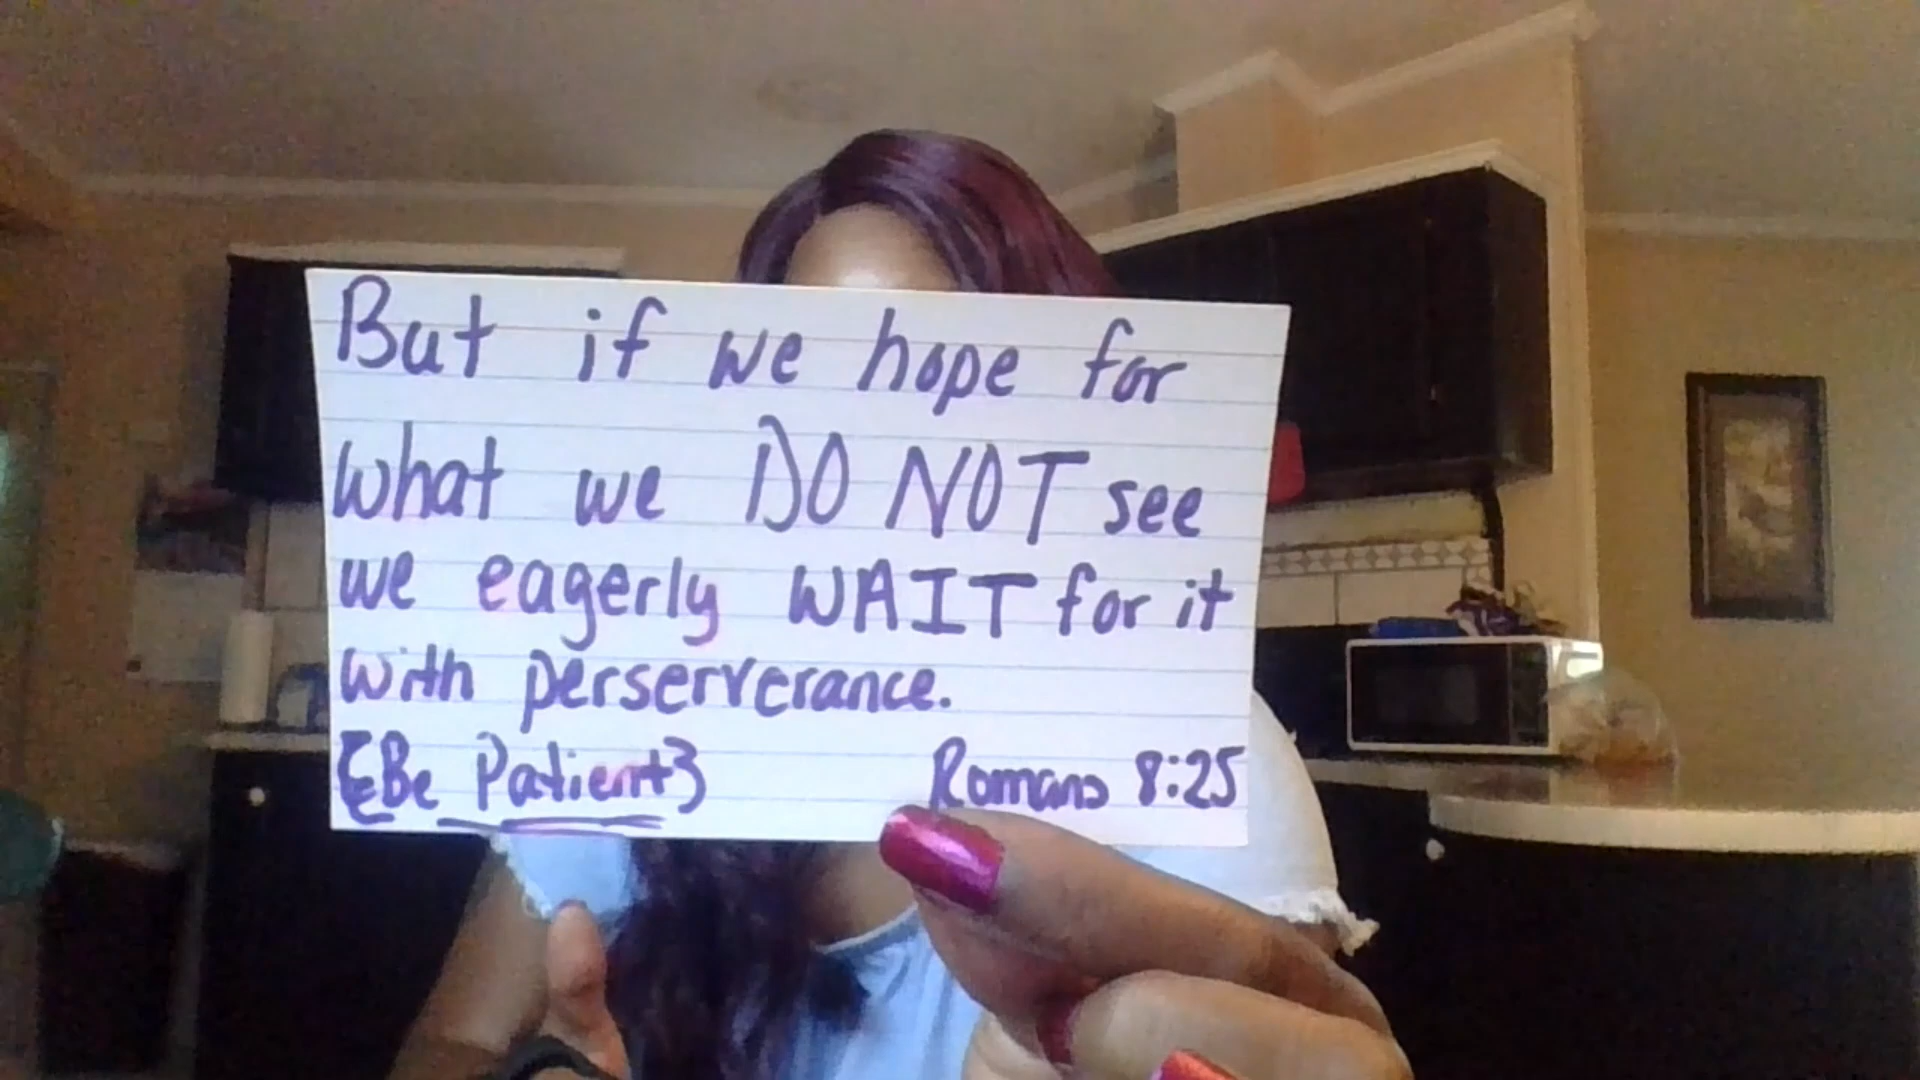 But if we hope for
what we DO NOT see
we eagerly WAIT for it
with perserverance.
{Be Patient} Romans 8:25